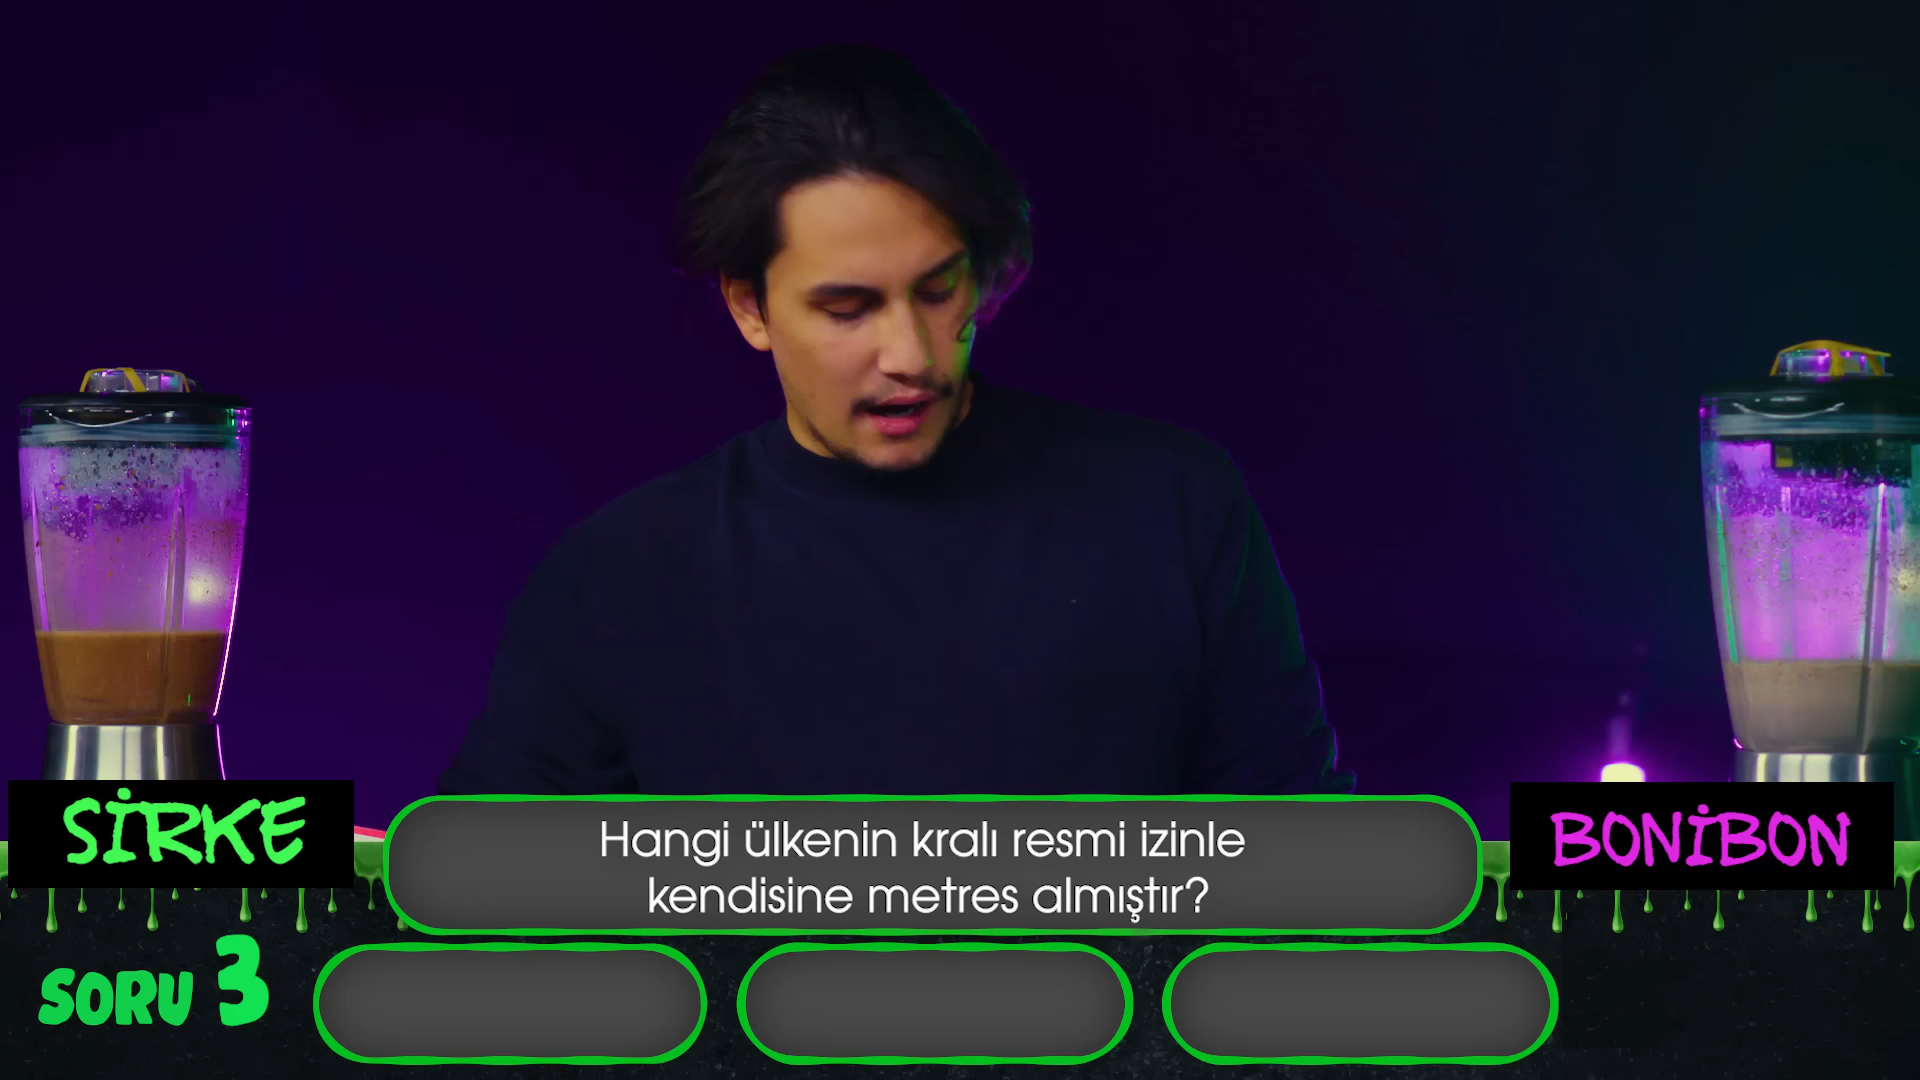 SİRKE
Hangi ülkenin kralı resmi izinle
kendisine metres almıştır?
BONİBON
SORU 3